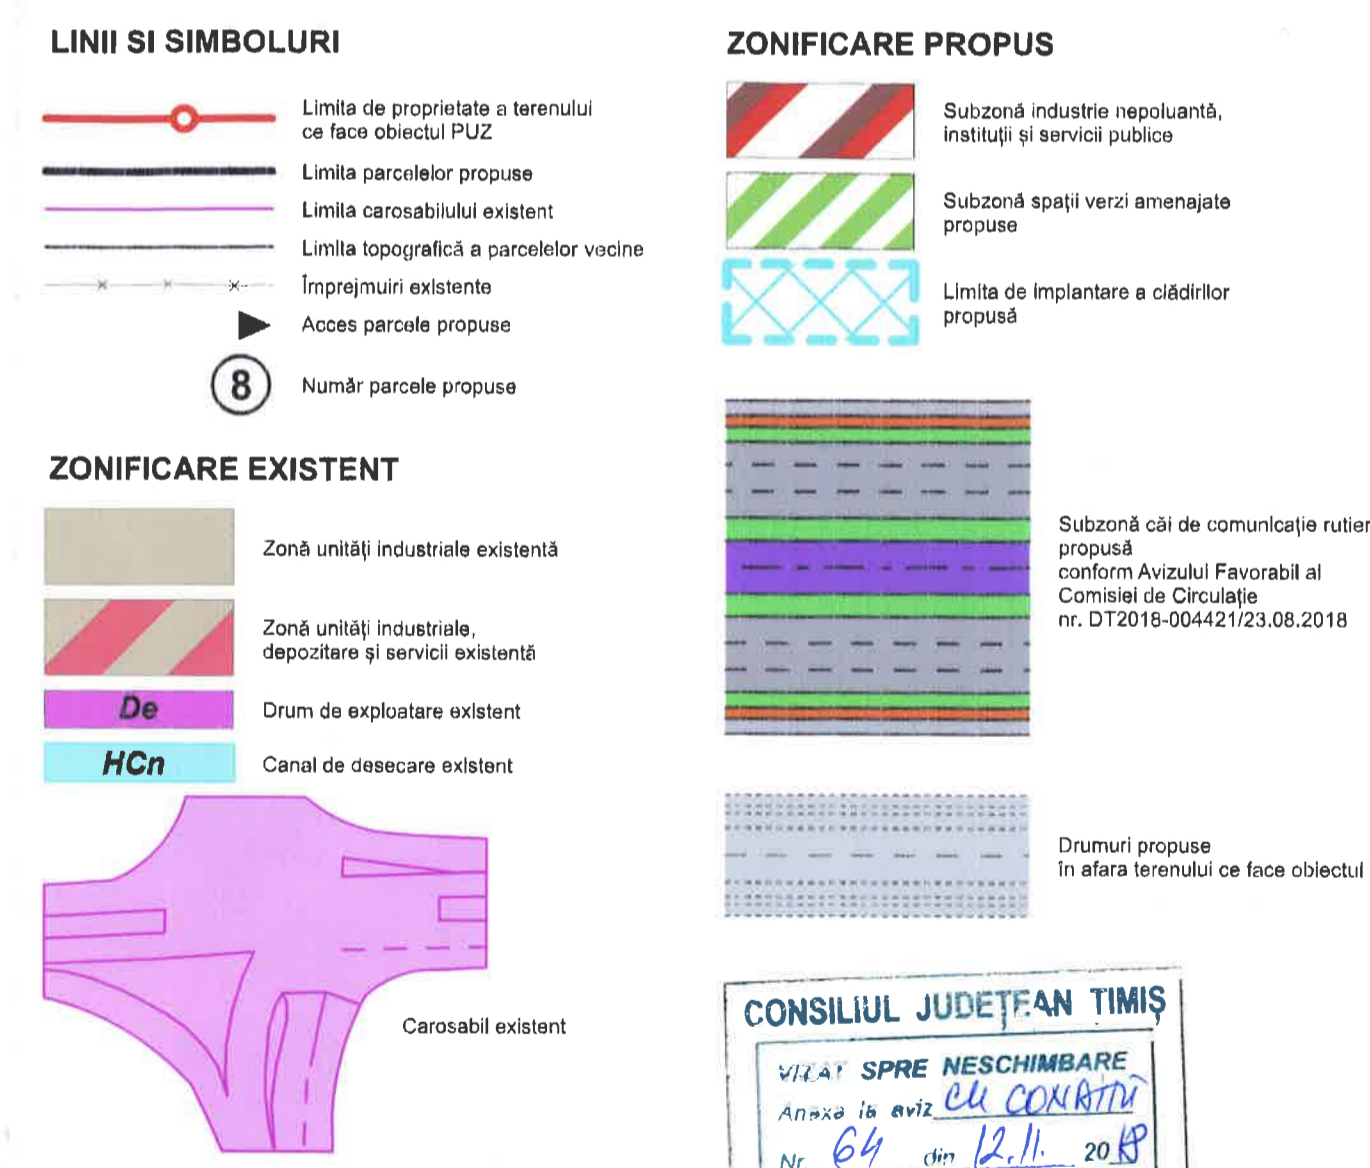 LINII SI SIMBOLURI
Limita de proprietate a terenului
ce face obiectul PUZ
Limita parcelelor propuse
Limita carosabilului existent
Limita topografică a parcelelor vecine
Împrejmuiri existente
Acces parcele propuse
8
Număr parcele propuse
ZONIFICARE EXISTENT
Zonă unități industriale existentă
Zonă unități industriale,
depozitare și servicii existentă
De
Drum de exploatare existent
HCn
Canal de desecare existent
Carosabil existent
ZONIFICARE PROPUS
Subzonă industrie nepoluantă,
instituții și servicii publice
Subzonă spații verzi amenajate
propuse
Limita de implantare a clădirilor
propusă
Subzonă căi de comunicație rutier
propusă
conform Avizului Favorabil al
Comisiei de Circulație
nr. DT2018-004421/23.08.2018
Drumuri propuse
în afara terenului ce face obiectul
CONSILIUL JUDEȚEAN TIMIȘ
VIZAT SPRE NESCHIMBARE
Anexa la aviz cu
Nr. 64 din 12.11. 2018